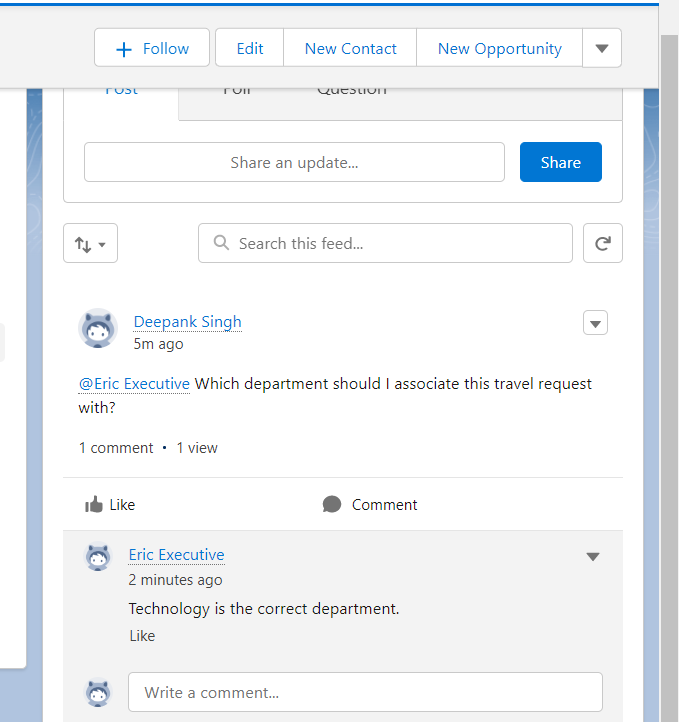 Follow
Edit
New Contact
New Opportunity
Post
Poll
Question
Share an update...
Share
Search this feed...
Deepank Singh
5m ago
@Eric Executive Which department should I associate this travel request
with?
1 comment • 1 view
Like
Comment
Eric Executive
2 minutes ago
Technology is the correct department.
Like
Write a comment...